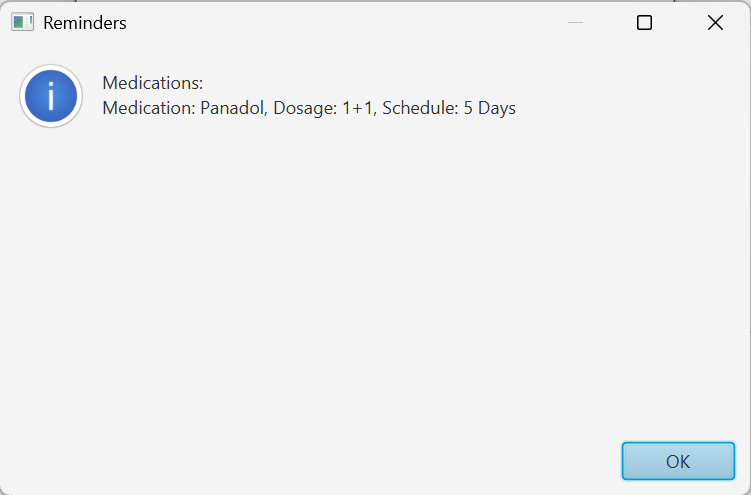 Reminders
i
Medications:
Medication: Panadol, Dosage: 1+1, Schedule: 5 Days
OK